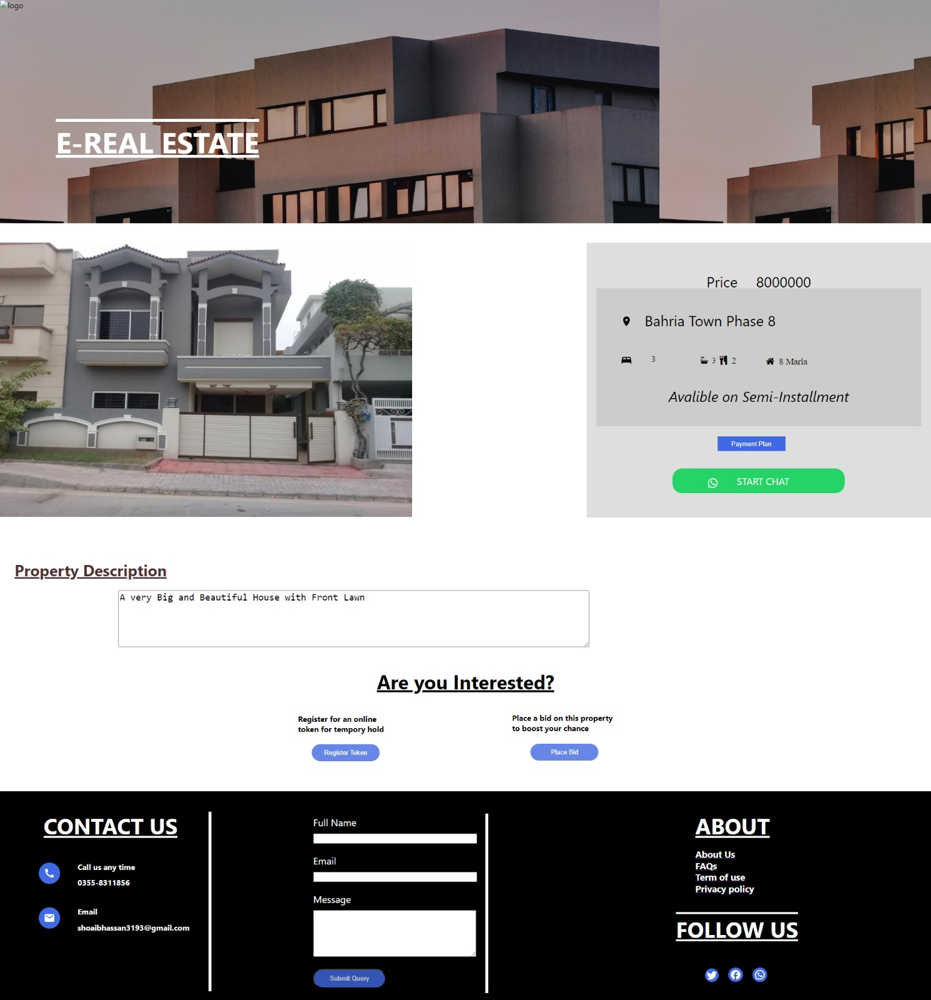 logo
E-REAL ESTATE
Price 8000000
Bahria Town Phase 8
3 3 2 8 Marla
Avalible on Semi-Installment
Payment Plan
START CHAT
Property Description
A very Big and Beautiful House with Front Lawn
Are you Interested?
Register for an online
token for tempory hold
Register Token
Place a bid on this property
to boost your chance
Place Bid
CONTACT US
Call us any time
0355-8311856
Email
shoaibhassan3193@gmail.com
Full Name
Email
Message
Submit Query
ABOUT
About Us
FAQs
Term of use
Privacy policy
FOLLOW US